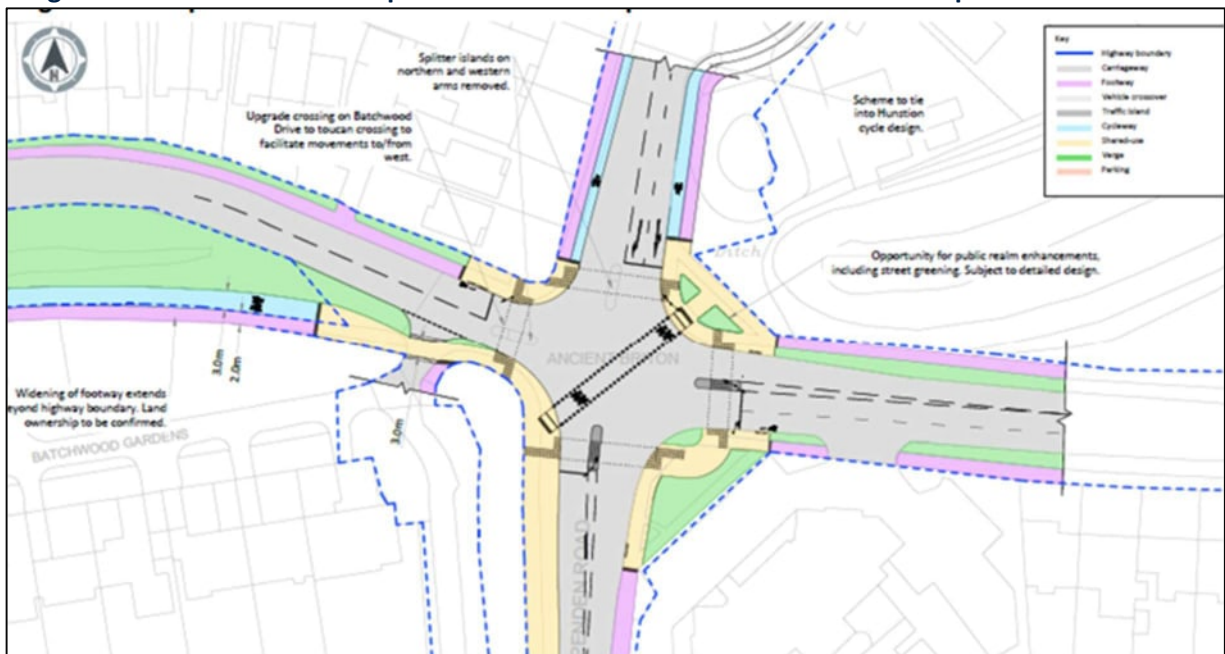 N
Splitter islands on
northern and western
arms removed.
Upgrade crossing on Batchwood
Drive to toucan crossing to
facilitate movements to/from
west.
Scheme to tie
into Hunston
cycle design.
Key
Highway boundary
Carriageway
Footway
Vehicle crossover
Traffic island
Cycleway
Shared-use
Verge
Parking
Ditch
Opportunity for public realm enhancements,
including street greening. Subject to detailed design.
ANCIENT BRITON
3.0m
2.0m
3.0m
Widening of footway extends
eyond highway boundary. Land
ownership to be confirmed.
BATCHWOOD GARDENS
PENDEN ROAD